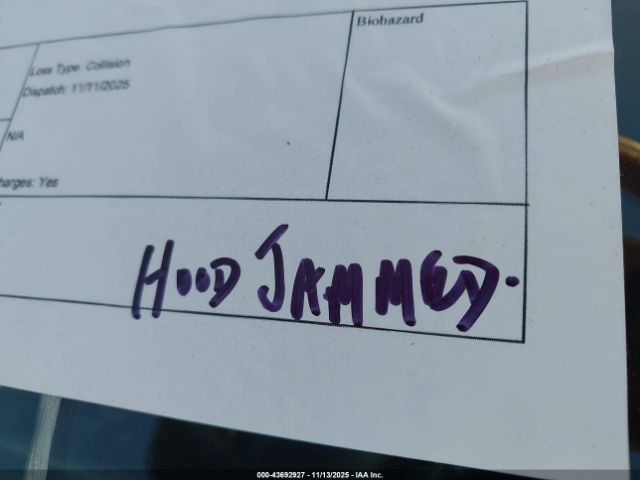 Biohazard
Loss Type: Collision
Dispatch: 11/11/2025
N/A
harges: Yes
HOOD JAMMED.
000-43692927 - 11/13/2025 - IAA Inc.